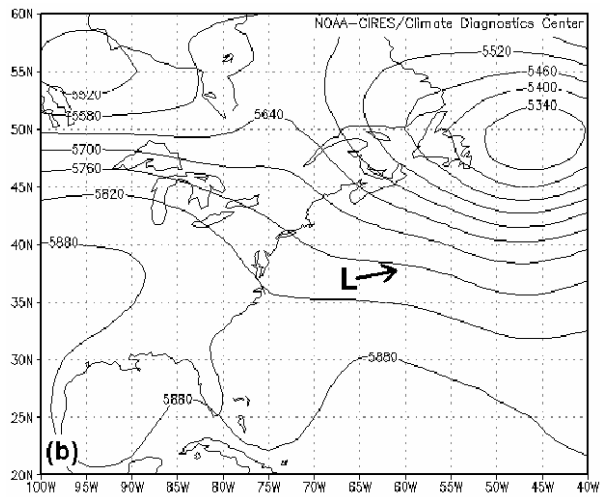 NOAA-CIRES/Climate Diagnostics Center
60N
55N
50N
45N
40N
35N
30N
25N
20N
5520
5580
5640
5700
5760
5820
5880
5880
5880
5520
5460
5400
5340
L
(b)
100W 95W 90W 85W 80W 75W 70W 65W 60W 55W 50W 45W 40W